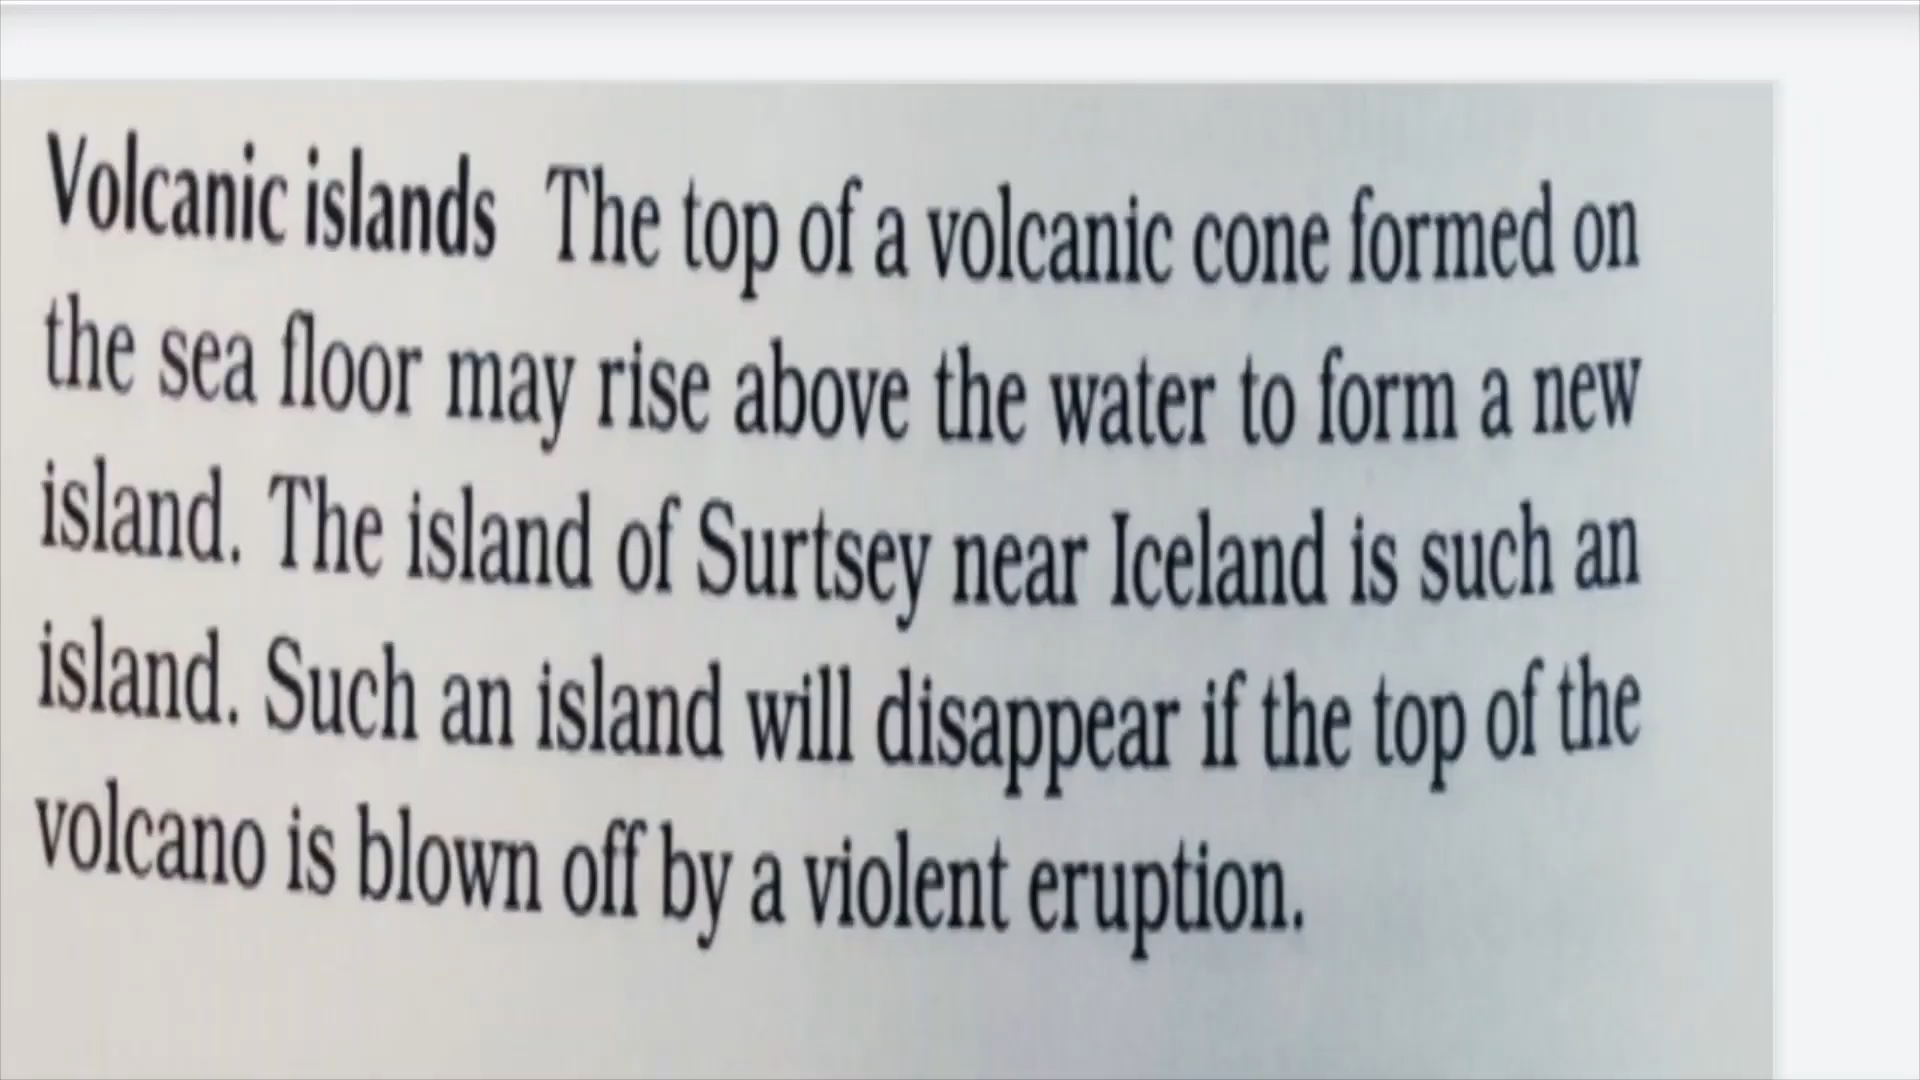 Volcanic islands The top of a volcanic cone formed on
the sea floor may rise above the water to form a new
island. The island of Surtsey near Iceland is such an
island. Such an island will disappear if the top of the
volcano is blown off by a violent eruption.